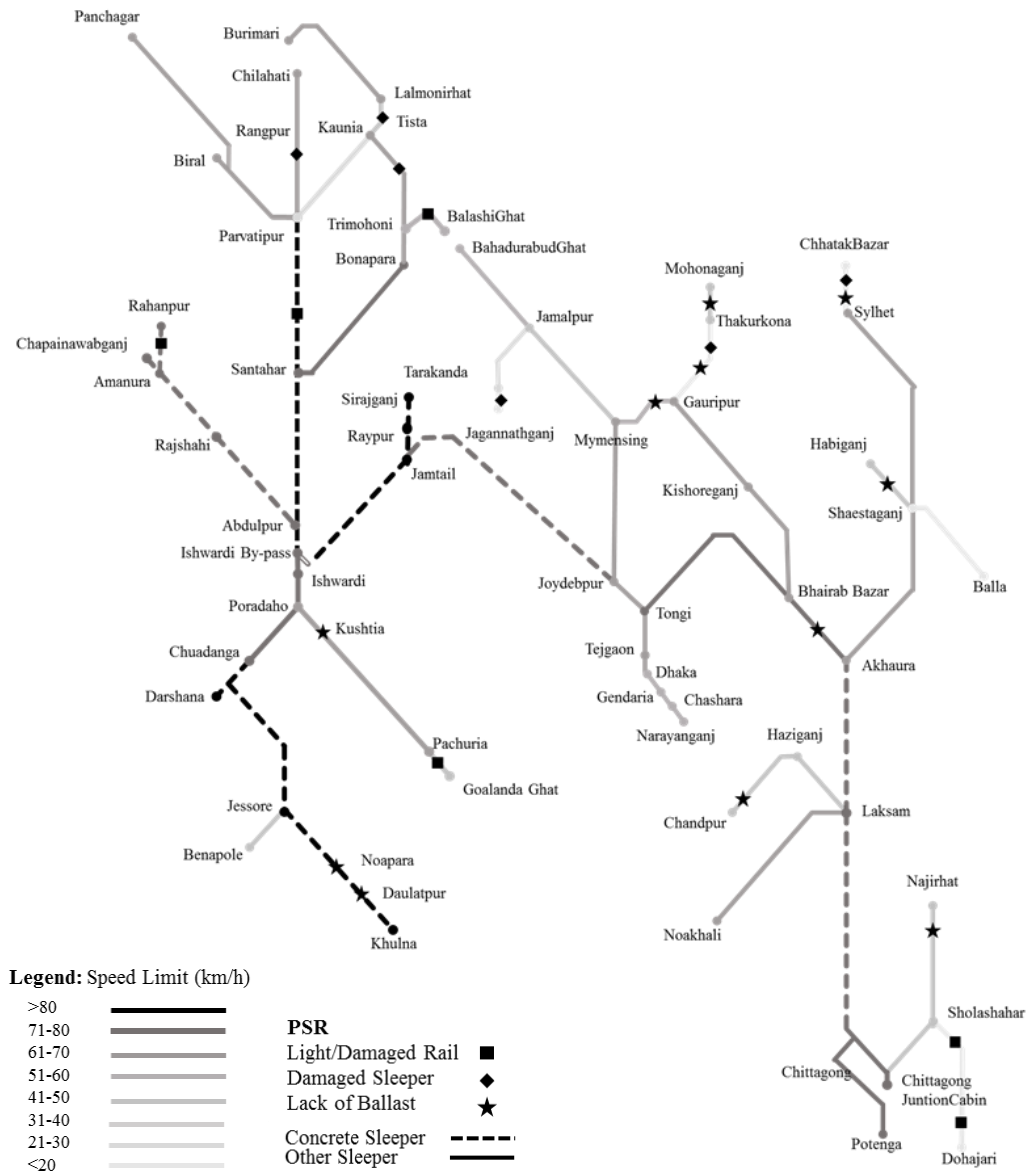 Panchagar
Burimari
Chilahati
Lalmonirhat
Rangpur
Kaunia
Tista
Biral
Parvatipur
Trimohoni
BalashiGhat
Bonapara
BahadurabudGhat
ChhatakBazar
Mohonaganj
Rahanpur
Jamalpur
Thakurkona
Sylhet
Chapainawabganj
Amanura
Santahar
Tarakanda
Sirajganj
Gauripur
Raypur
Jagannathganj
Mymensing
Rajshahi
Habiganj
Jamtail
Kishoreganj
Shaestaganj
Abdulpur
Ishwardi By-pass
Ishwardi
Joydebpur
Bhairab Bazar
Balla
Poradaho
Kushtia
Tongi
Chuadanga
Tejgaon
Akhaura
Dhaka
Darshana
Gendaria
Chashara
Narayanganj
Pachuria
Haziganj
Goalanda Ghat
Jessore
Chandpur
Laksam
Benapole
Noapara
Daulatpur
Najirhat
Khulna
Noakhali
Legend: Speed Limit (km/h)
>80
71-80
61-70
51-60
41-50
31-40
21-30
<20
PSR
Light/Damaged Rail
Damaged Sleeper
Lack of Ballast
Concrete Sleeper
Other Sleeper
Sholashahar
Chittagong
Chittagong
JuntionCabin
Potenga
Dohajari